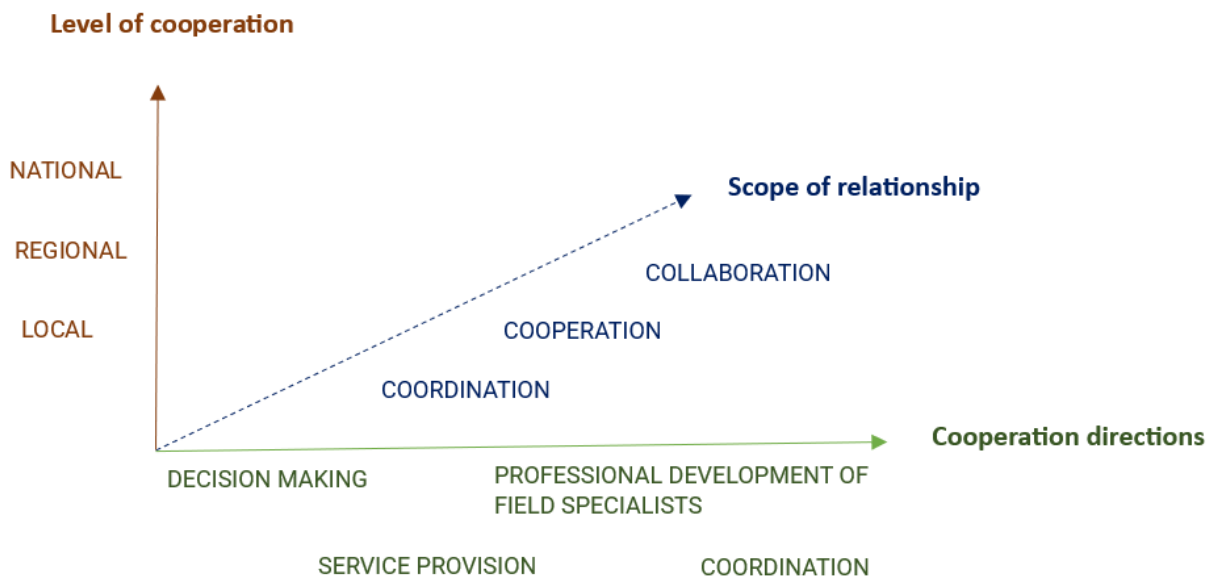 Level of cooperation
NATIONAL
Scope of relationship
REGIONAL
COLLABORATION
LOCAL
COOPERATION
COORDINATION
Cooperation directions
DECISION MAKING
PROFESSIONAL DEVELOPMENT OF
FIELD SPECIALISTS
SERVICE PROVISION
COORDINATION